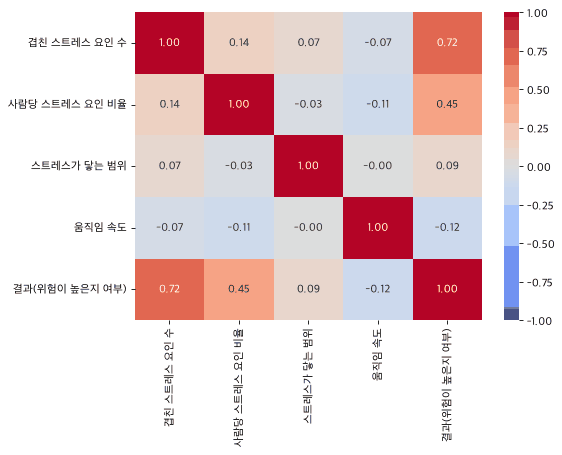 겹친 스트레스 요인 수
1.00 0.14 0.07 -0.07 0.72
사람당 스트레스 요인 비율
0.14 1.00 -0.03 -0.11 0.45
스트레스가 닿는 범위
0.07 -0.03 1.00 -0.00 0.09
움직임 속도
-0.07 -0.11 -0.00 1.00 -0.12
결과(위험이 높은지 여부)
0.72 0.45 0.09 -0.12 1.00
겹친 스트레스 요인 수
사람당 스트레스 요인 비율
스트레스가 닿는 범위
움직임 속도
결과(위험이 높은지 여부)
1.00
0.75
0.50
0.25
0.00
-0.25
-0.50
-0.75
-1.00